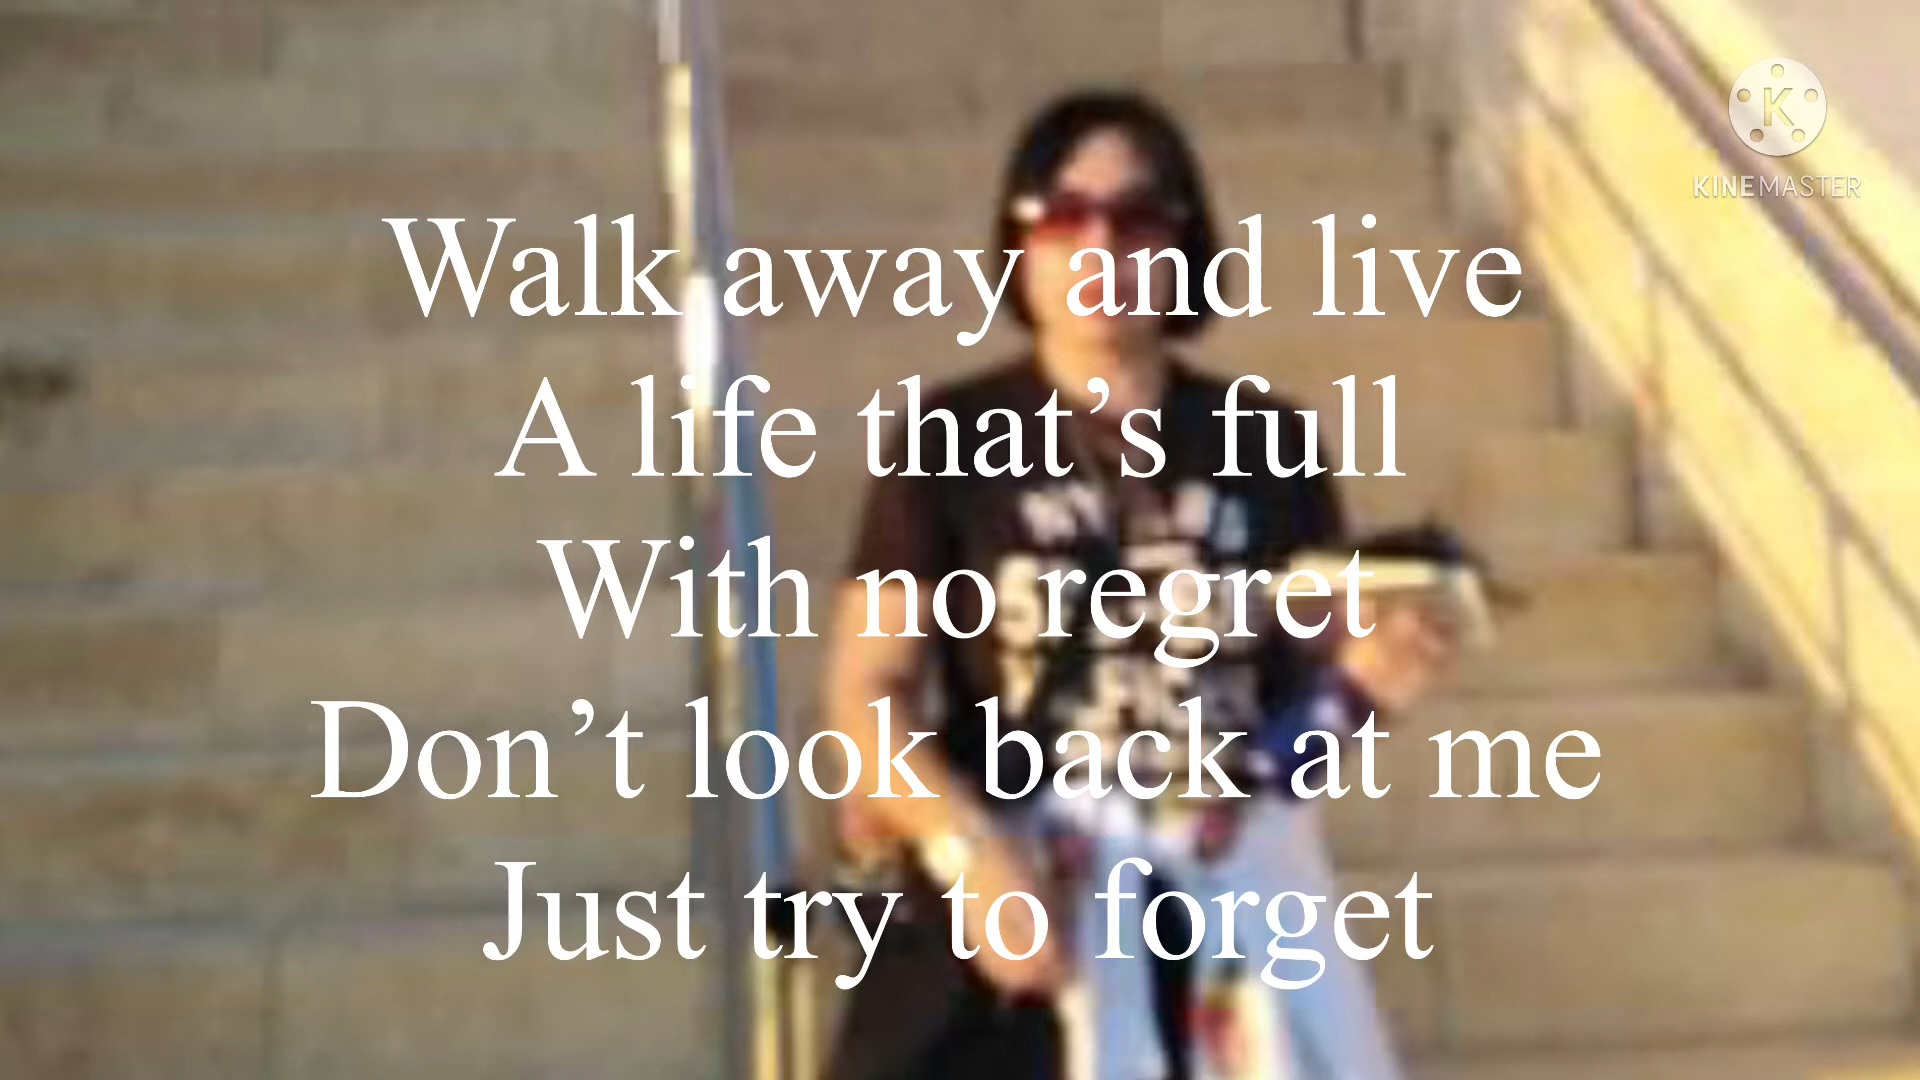 K
KINEMASTER
Walk away and live
A life that’s full
With no regret
Don’t look back at me
Just try to forget